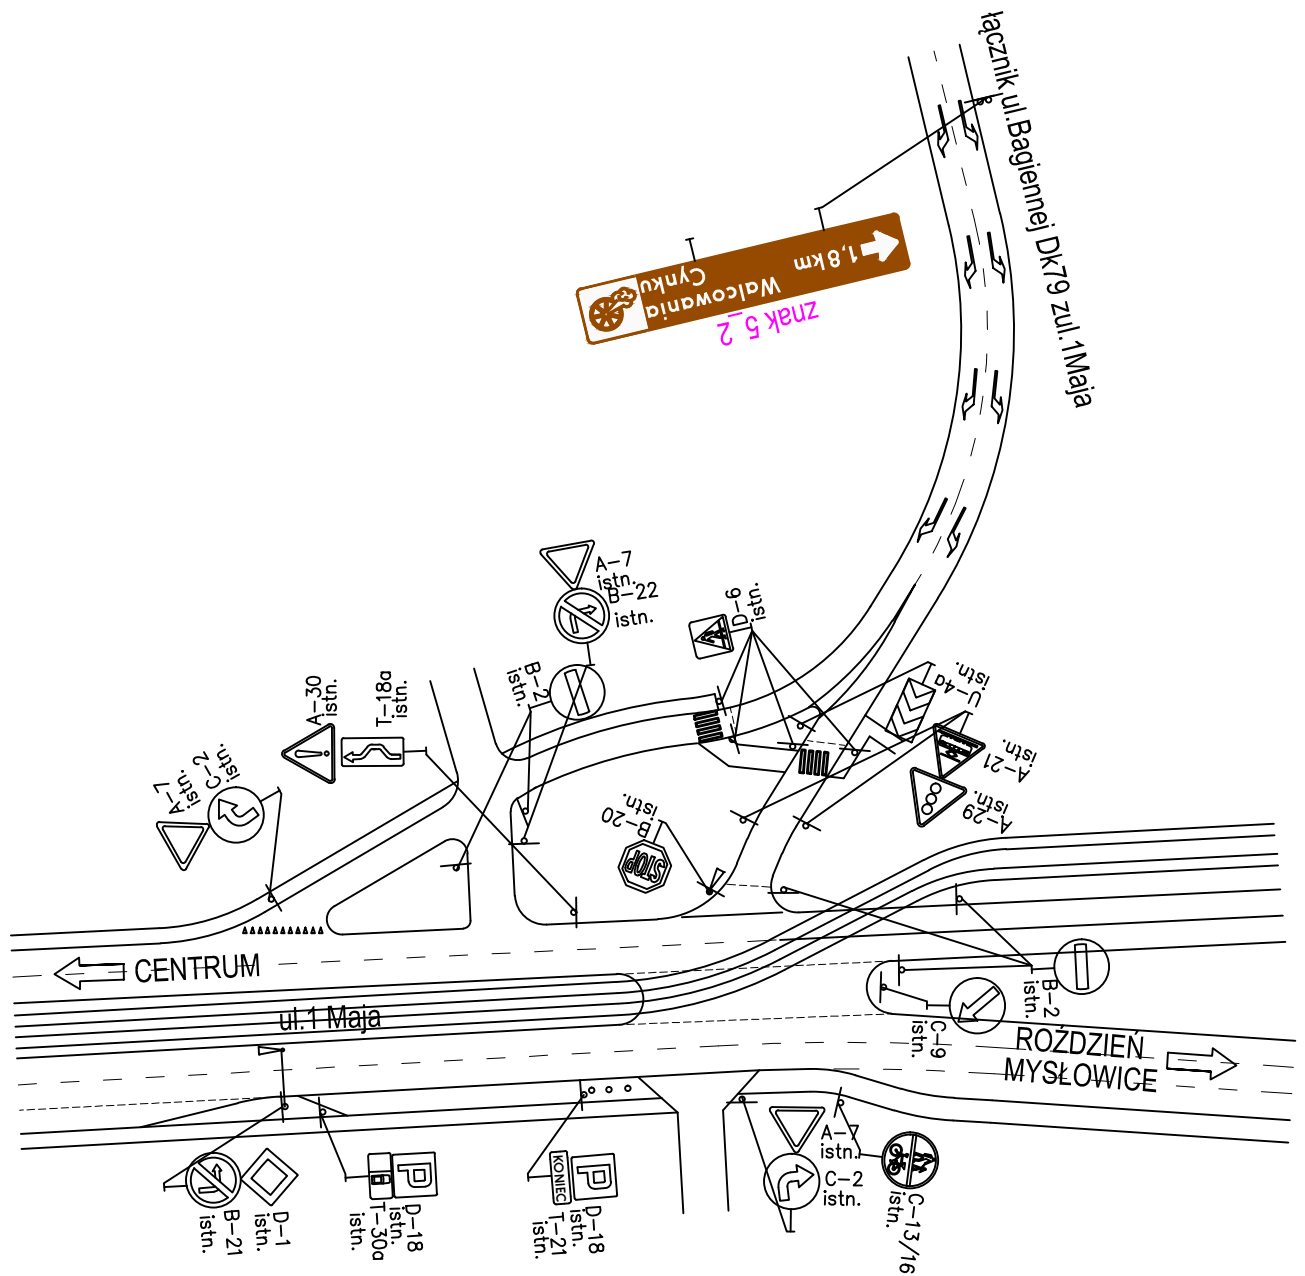 łącznik ul.Bagiennej Dk79 zul.1Maja
Walcowania
Cynku
1,8km
znak 5_2
A-7
istn.
B-22
istn.
D-6
istn.
B-2
istn.
A-30
istn.
T-18a
istn.
U-4a
istn.
A-7
istn.
C-2
istn.
A-21
istn.
A-29
istn.
B-20
istn.
STOP
CENTRUM
ul.1 Maja
B-2
istn.
C-9
istn.
ROŹDZIEŃ
MYSŁOWICE
A-7
istn.
C-2
istn.
C-13/16
istn.
B-21
istn.
D-1
istn.
P
D-18
istn.
T-30a
istn.
P
KONIEC
D-18
istn.
T-21
istn.